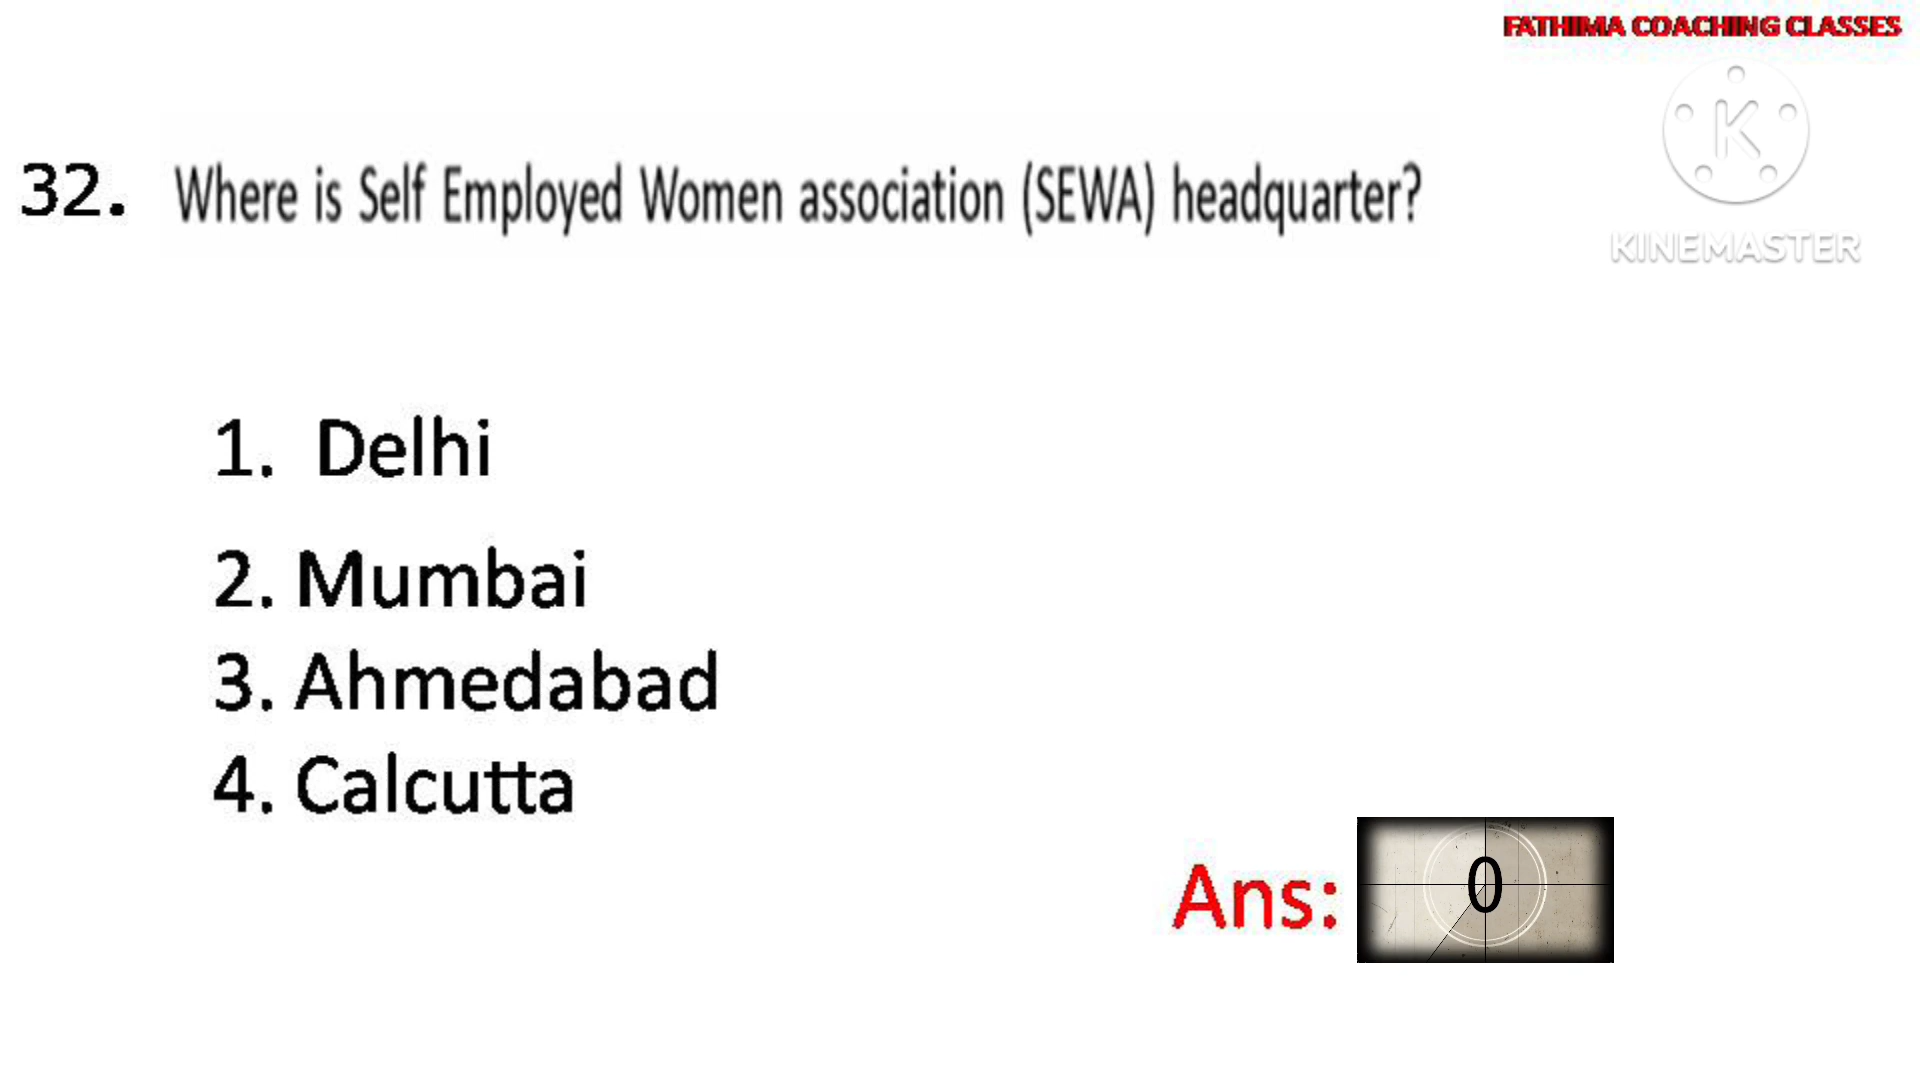 FATHIMA COACHING CLASSES
K
KINEMASTER
32. Where is Self Employed Women association (SEWA) headquarter?
1. Delhi
2. Mumbai
3. Ahmedabad
4. Calcutta
Ans: 0